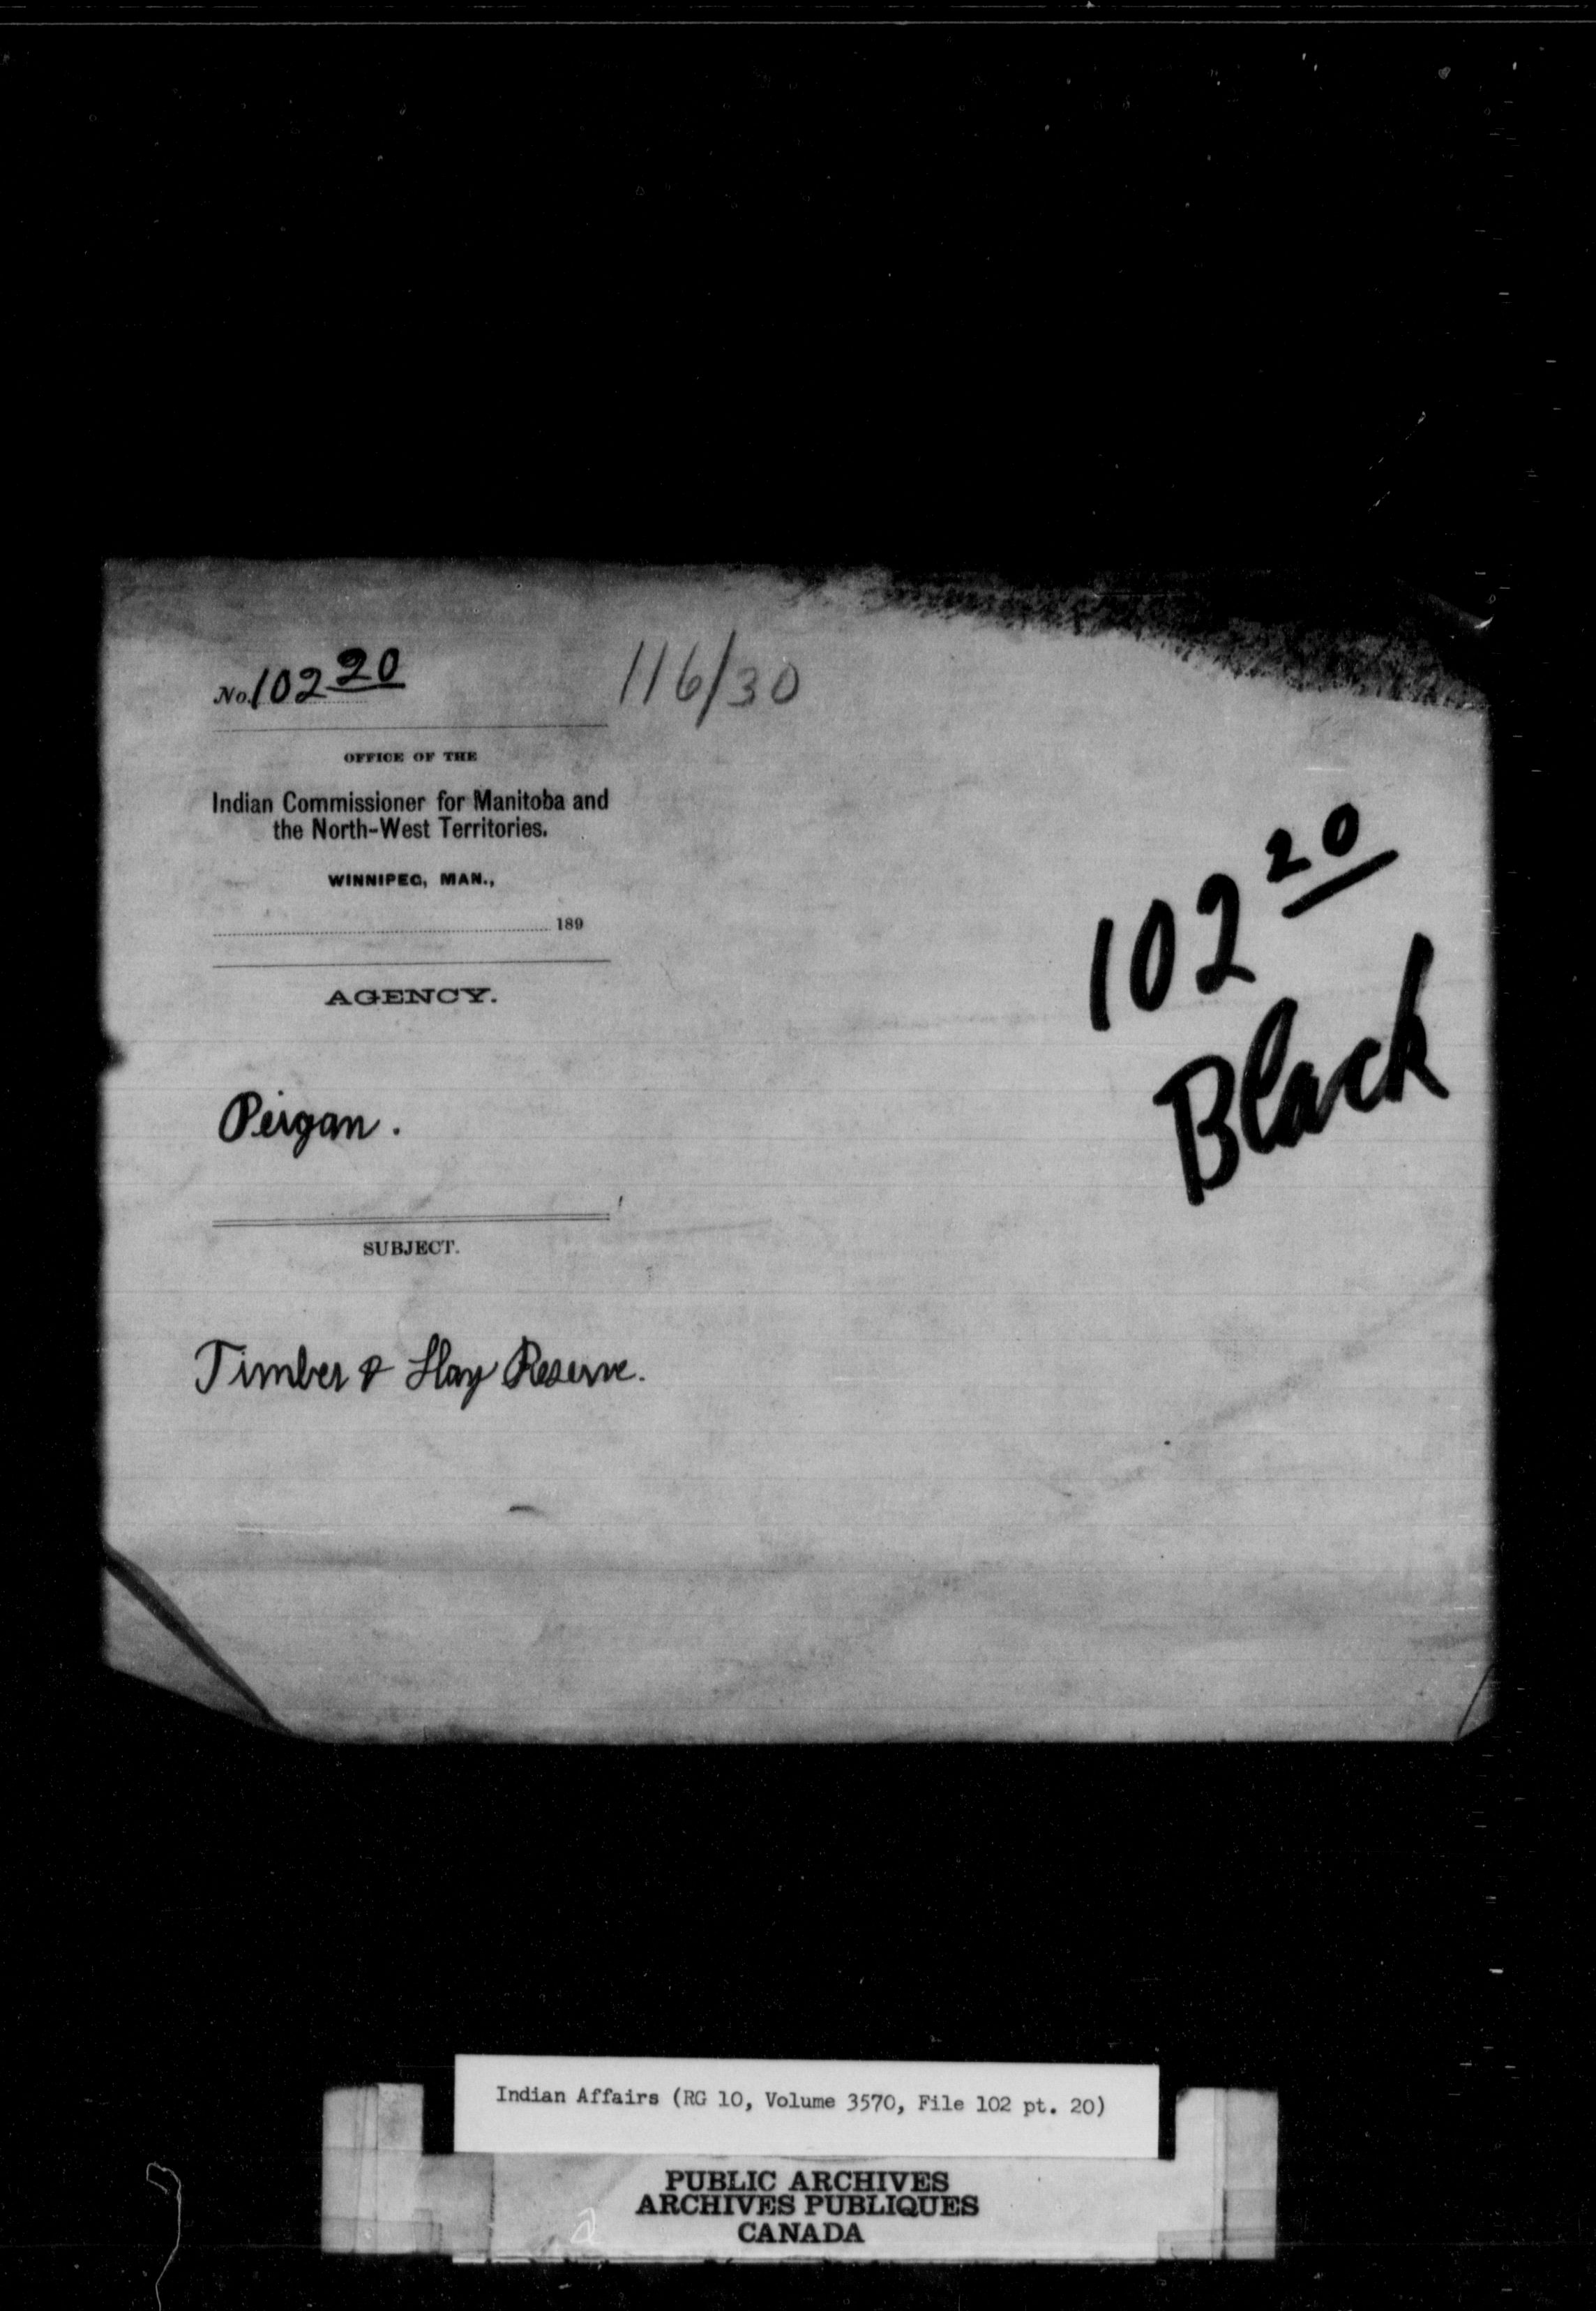 No. 102 20
116/30
OFFICE OF THE
Indian Commissioner for Manitoba and
the North-West Territories.
WINNIPEG, MAN.,
189
AGENCY.
Peigan.
SUBJECT.
Timber & Hay Reserve.
102 20
Black
Indian Affairs (RG 10, Volume 3570, File 102 pt. 20)
PUBLIC ARCHIVES
ARCHIVES PUBLIQUES
CANADA